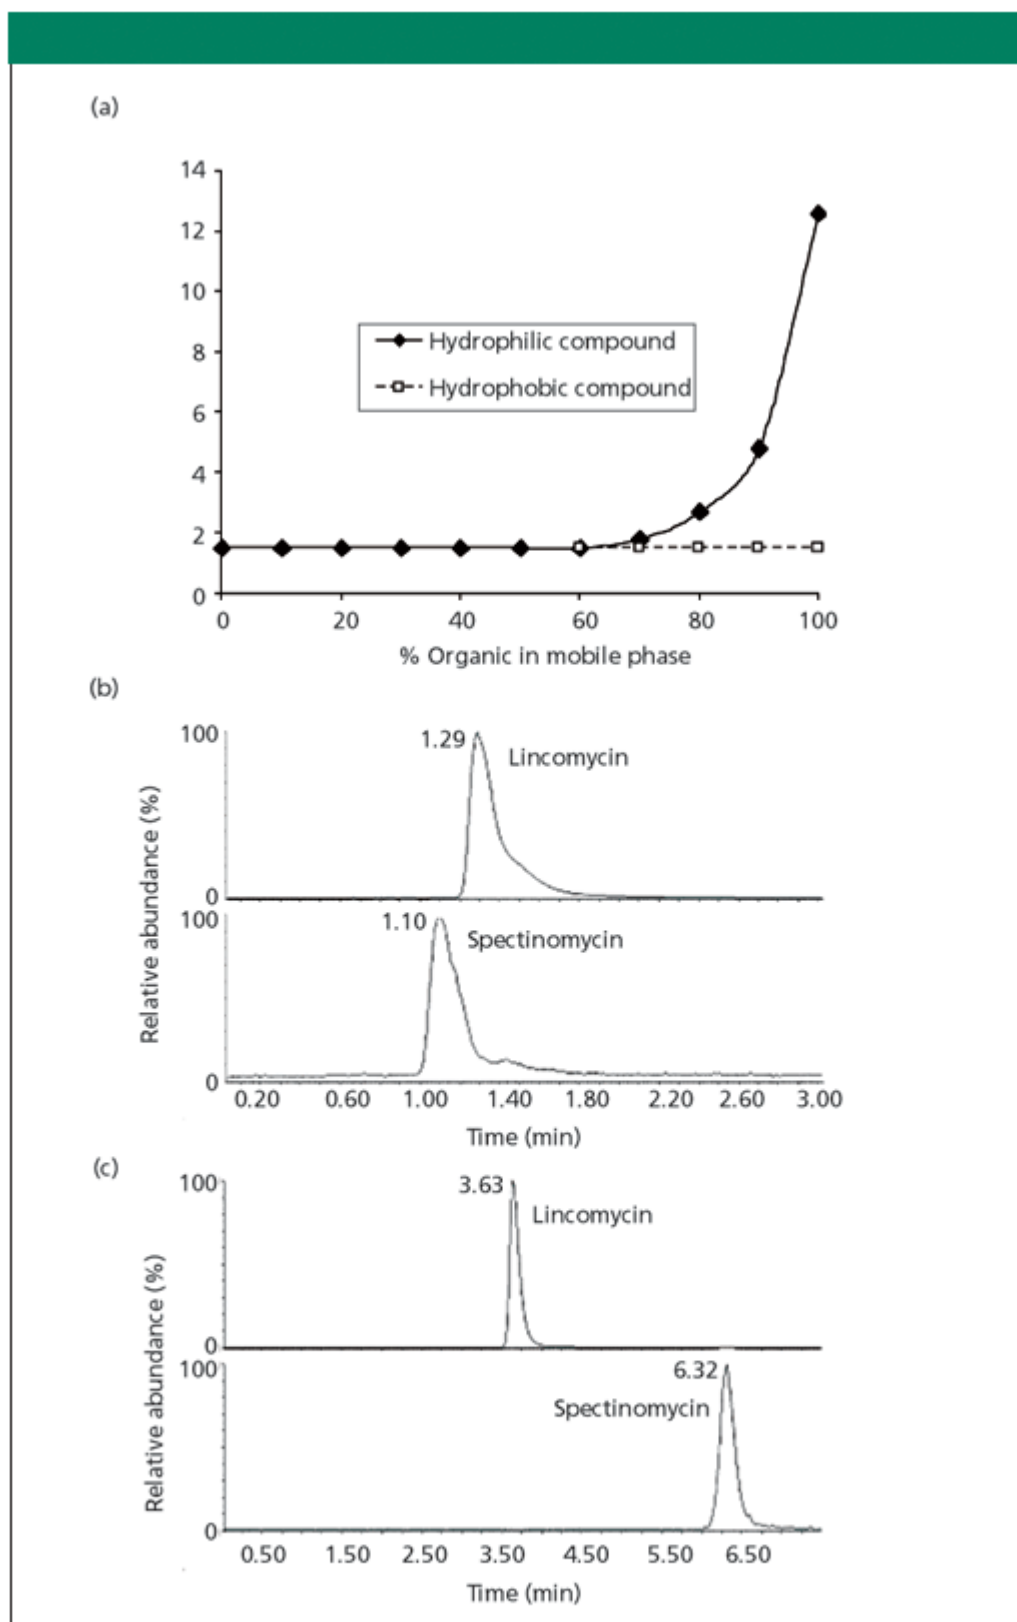 (a)
14
12
10
8
6
4
2
0
Hydrophilic compound
Hydrophobic compound
0 20 40 60 80 100
% Organic in mobile phase
(b)
100
1.29
Lincomycin
0
Relative abundance (%)
100
1.10
Spectinomycin
0
0.20 0.60 1.00 1.40 1.80 2.20 2.60 3.00
Time (min)
(c)
100
3.63
Lincomycin
0
Relative abundance (%)
100
6.32
Spectinomycin
0
0.50 1.50 2.50 3.50 4.50 5.50 6.50
Time (min)